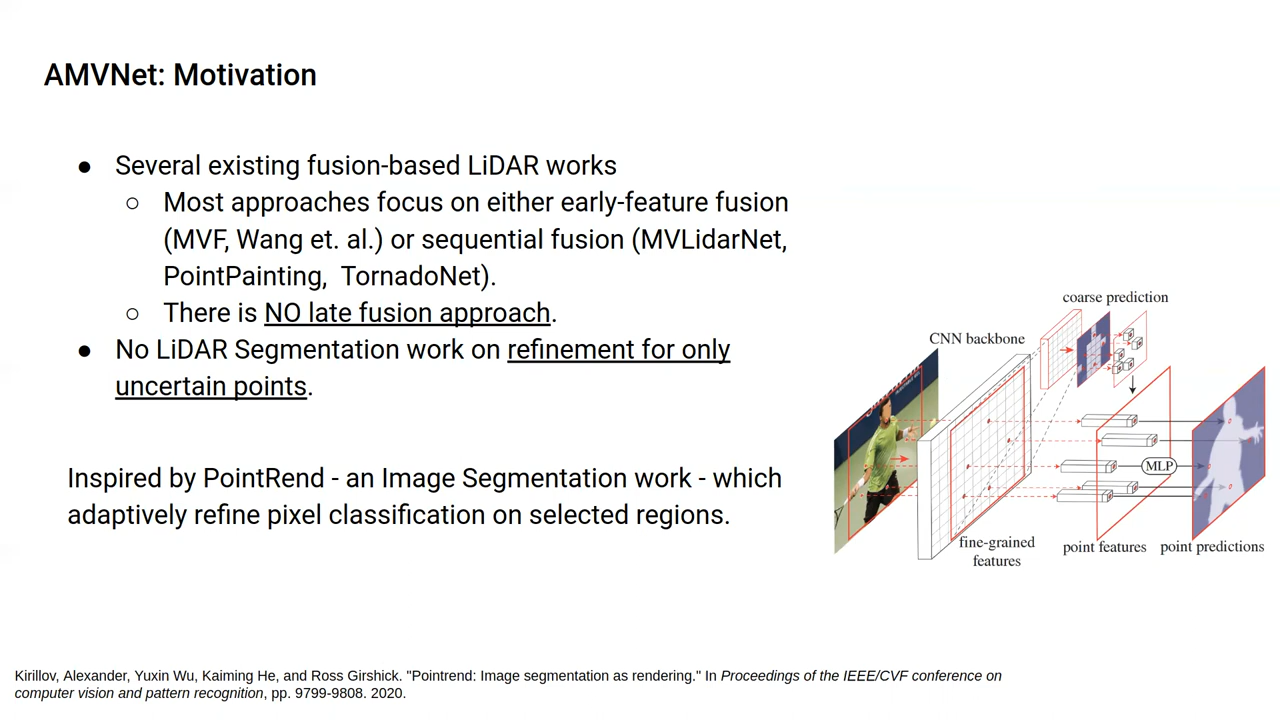 AMVNet: Motivation
● Several existing fusion-based LiDAR works
○ Most approaches focus on either early-feature fusion
(MVF, Wang et. al.) or sequential fusion (MVLidarNet,
PointPainting, TornadoNet).
○ There is NO late fusion approach.
● No LiDAR Segmentation work on refinement for only
uncertain points.
Inspired by PointRend - an Image Segmentation work - which
adaptively refine pixel classification on selected regions.
coarse prediction
CNN backbone
MLP
fine-grained
features
point features
point predictions
Kirillov, Alexander, Yuxin Wu, Kaiming He, and Ross Girshick. "Pointrend: Image segmentation as rendering." In Proceedings of the IEEE/CVF conference on
computer vision and pattern recognition, pp. 9799-9808. 2020.